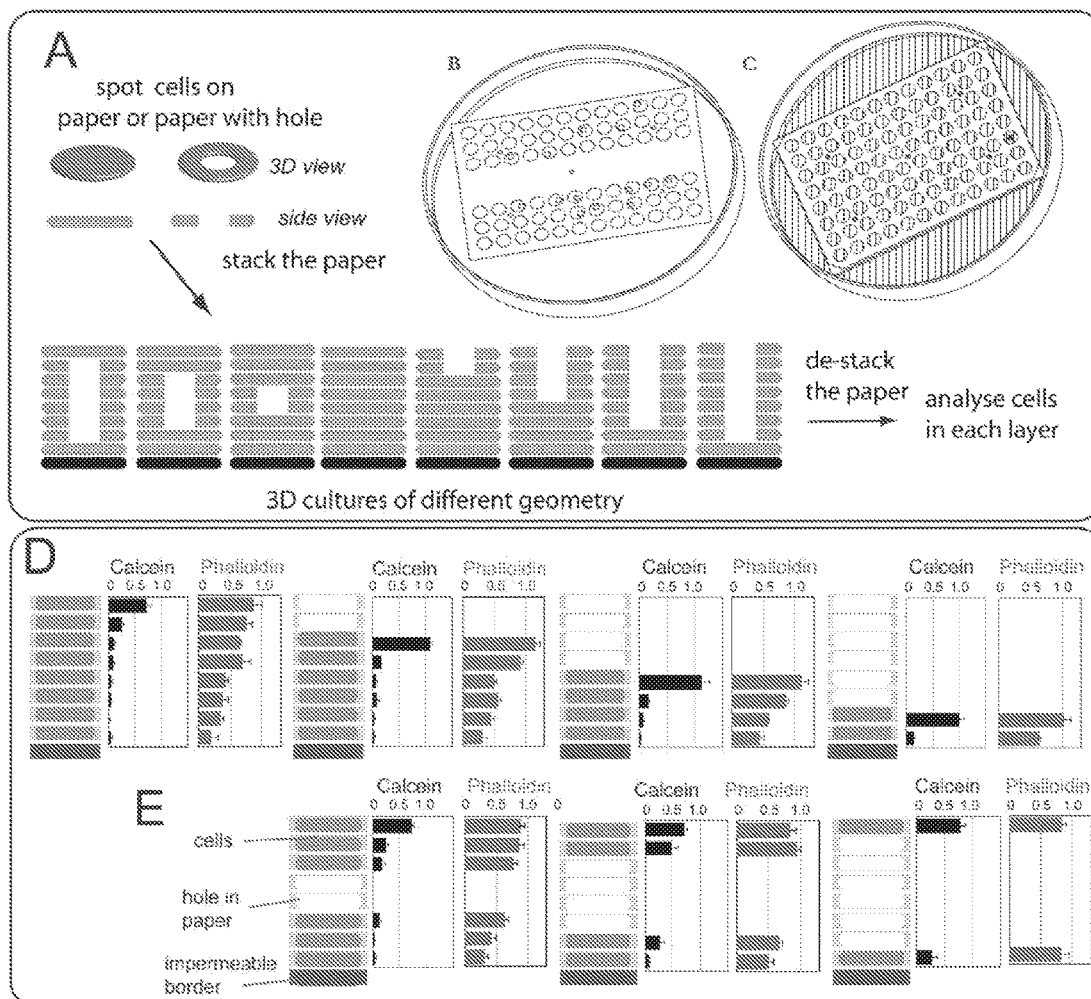 A
spot cells on
paper or paper with hole
3D view
side view
stack the paper
B
C
de-stack
the paper
analyse cells
in each layer
3D cultures of different geometry
D
Calcein
0 0.5 1.0
Phalloidin
0 0.5 1.0
Calcein
0 0.5 1.0
Phalloidin
0 0.5 1.0
Calcein
0 0.5 1.0
Phalloidin
0 0.5 1.0
Calcein
0 0.5 1.0
Phalloidin
0 0.5 1.0
E
Calcein
0 0.5 1.0
Phalloidin
0 0.5 1.0 0
Calcein
0 0.5 1.0
Phalloidin
0 0.5 1.0
Calcein
0 0.5 1.0
Phalloidin
0 0.5 1.0
cells
hole in
paper
impermeable
border